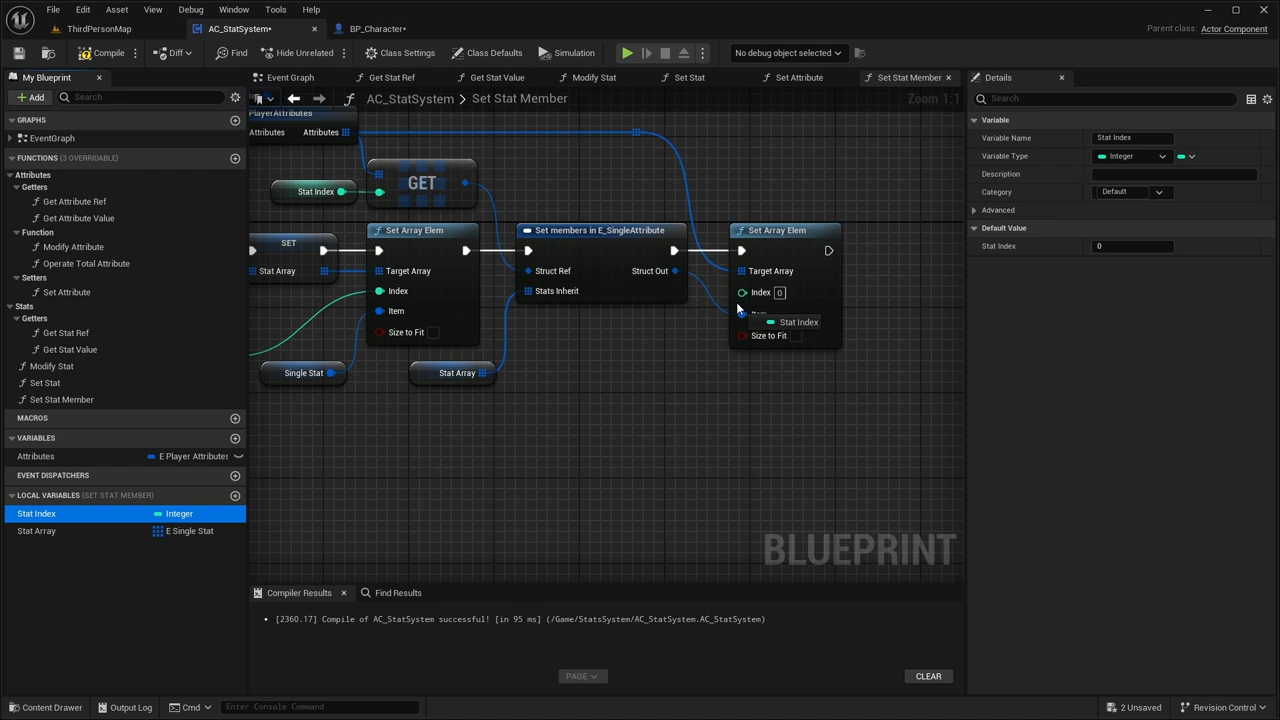 File Edit Asset View Debug Window Tools Help
ThirdPersonMap AC_StatSystem* BP_Character* Parent class: Actor Component
Compile Diff Find Hide Unrelated Class Settings Class Defaults Simulation No debug object selected
My Blueprint Event Graph Get Stat Ref Get Stat Value Modify Stat Set Stat Set Attribute Set Stat Member Details
Add Search AC_StatSystem > Set Stat Member Zoom 1:1 Search
GRAPHS
EventGraph
FUNCTIONS (3 OVERRIDABLE)
Attributes
Getters
Get Attribute Ref
Get Attribute Value
Function
Modify Attribute
Operate Total Attribute
Setters
Set Attribute
Stats
Getters
Get Stat Ref
Get Stat Value
Modify Stat
Set Stat
Set Stat Member
MACROS
VARIABLES
Attributes E Player Attributes
EVENT DISPATCHERS
LOCAL VARIABLES (SET STAT MEMBER)
Stat Index Integer
Stat Array E Single Stat
PlayerAttributes
Attributes Attributes
Stat Index GET
SET
Stat Array
Set Array Elem
Target Array
Index
Item
Size to Fit
Single Stat
Stat Array
Set members in E_SingleAttribute
Struct Ref Struct Out
Stats Inherit
Set Array Elem
Target Array
Index 0
Stat Index
Size to Fit
BLUEPRINT
Variable
Variable Name Stat Index
Variable Type Integer
Description
Category Default
Advanced
Default Value
Stat Index 0
Compiler Results Find Results
[2360.17] Compile of AC_StatSystem successful! [in 95 ms] (/Game/StatsSystem/AC_StatSystem.AC_StatSystem)
PAGE CLEAR
Content Drawer Output Log Cmd Enter Console Command 2 Unsaved Revision Control